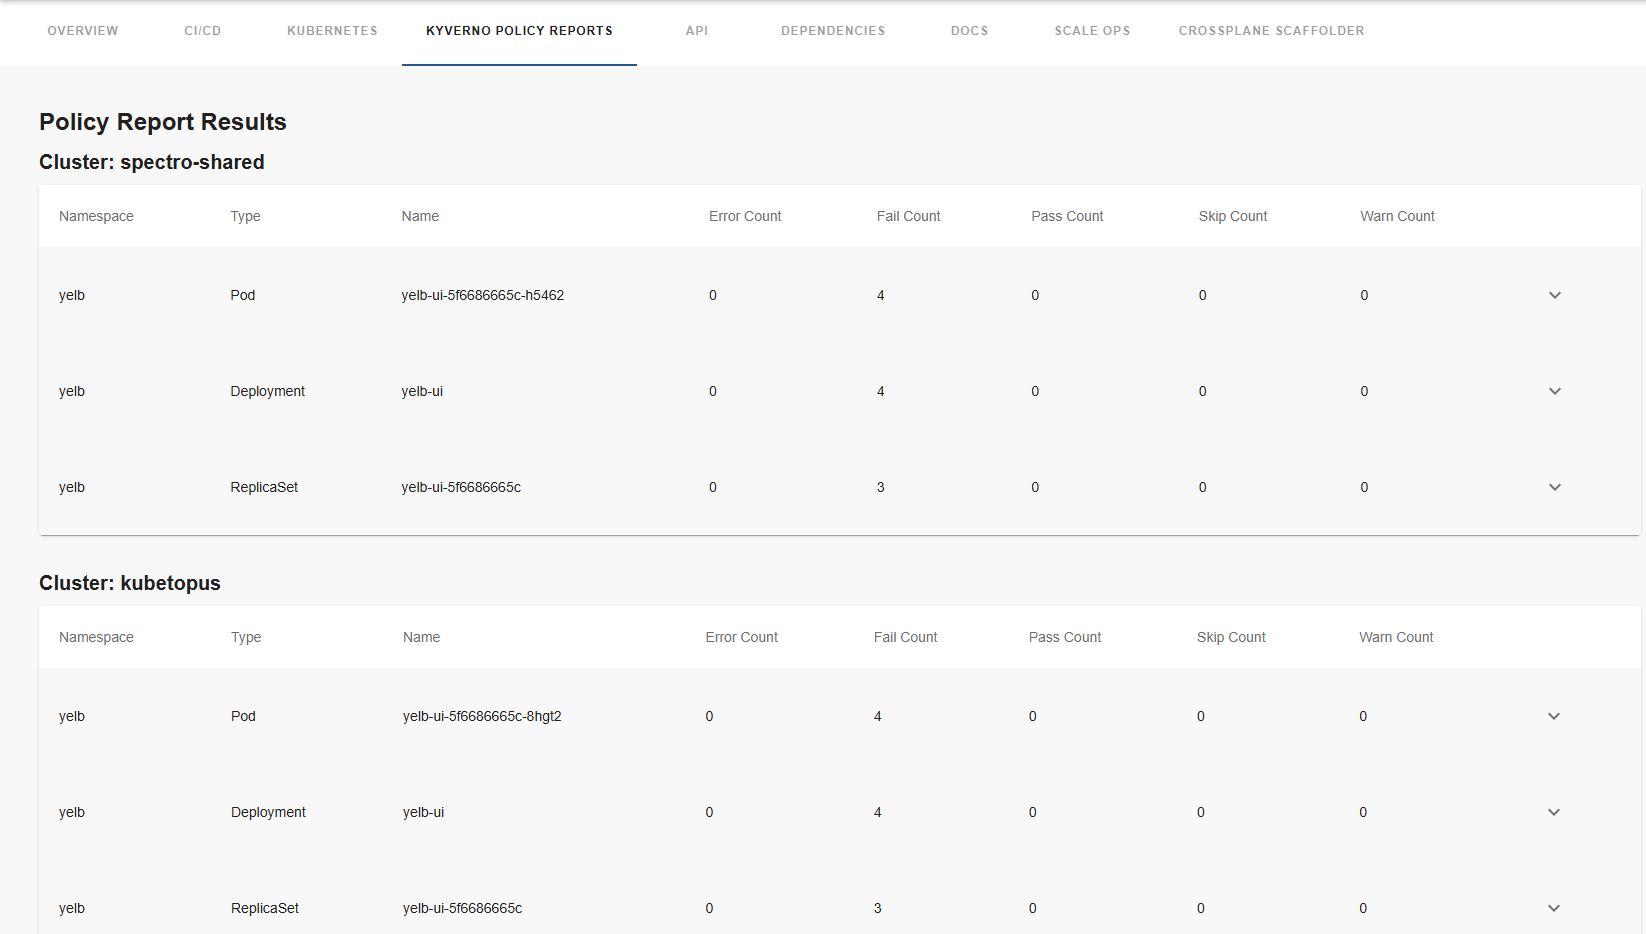 OVERVIEW CI/CD KUBERNETES KYVERNO POLICY REPORTS API DEPENDENCIES DOCS SCALE OPS CROSSPLANE SCAFFOLDER
Policy Report Results
Cluster: spectro-shared
Namespace Type Name Error Count Fail Count Pass Count Skip Count Warn Count
yelb Pod yelb-ui-5f6686665c-h5462 0 4 0 0 0
yelb Deployment yelb-ui 0 4 0 0 0
yelb ReplicaSet yelb-ui-5f6686665c 0 3 0 0 0
Cluster: kubetopus
Namespace Type Name Error Count Fail Count Pass Count Skip Count Warn Count
yelb Pod yelb-ui-5f6686665c-8hgt2 0 4 0 0 0
yelb Deployment yelb-ui 0 4 0 0 0
yelb ReplicaSet yelb-ui-5f6686665c 0 3 0 0 0